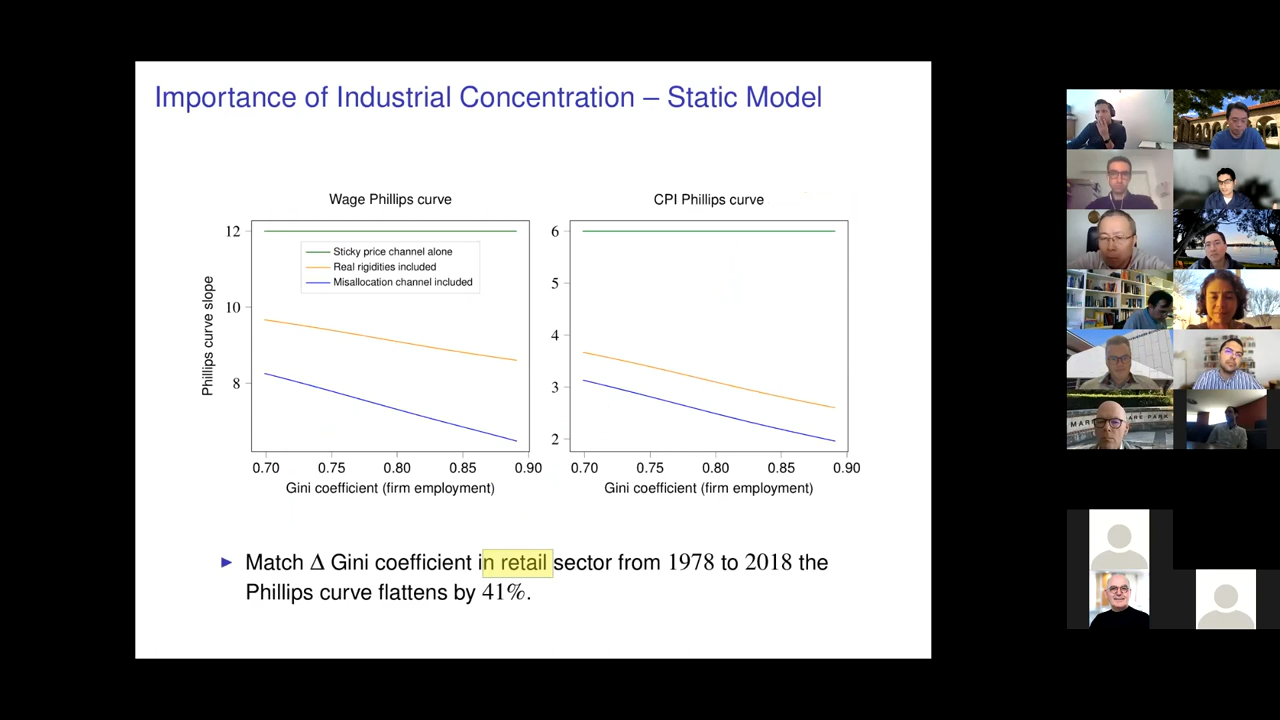 Importance of Industrial Concentration – Static Model
Wage Phillips curve
CPI Phillips curve
Phillips curve slope
12
10
8
Sticky price channel alone
Real rigidities included
Misallocation channel included
6
5
4
3
2
0.70 0.75 0.80 0.85 0.90
0.70 0.75 0.80 0.85 0.90
Gini coefficient (firm employment)
Gini coefficient (firm employment)
► Match Δ Gini coefficient in retail sector from 1978 to 2018 the
Phillips curve flattens by 41%.